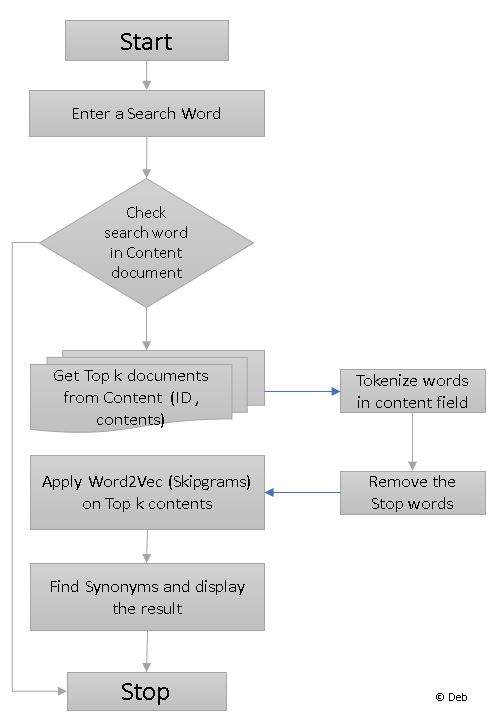 Start
Enter a Search Word
Check
search word
in Content
document
Get Top k documents
from Content (ID,
contents)
Tokenize words
in content field
Remove the
Stop words
Apply Word2Vec (Skipgrams)
on Top k contents
Find Synonyms and display
the result
Stop
© Deb